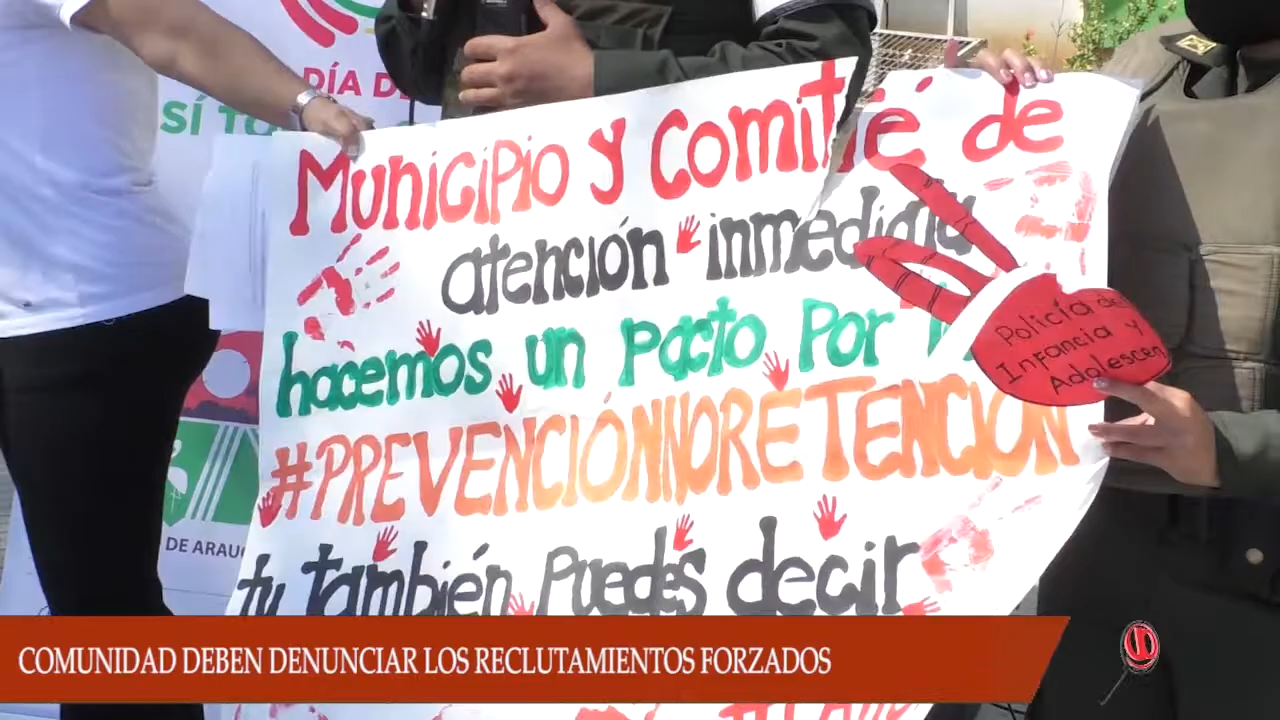 DÍA DE
SÍ
Municipio y Comité de
atención inmediata
hacemos un pacto Por
Policía de
Infancia y
Adolescen
#PREVENCIÓNNORETENCIÓN
DE ARAUC
tu también Puedes decir
COMUNIDAD DEBEN DENUNCIAR LOS RECLUTAMIENTOS FORZADOS